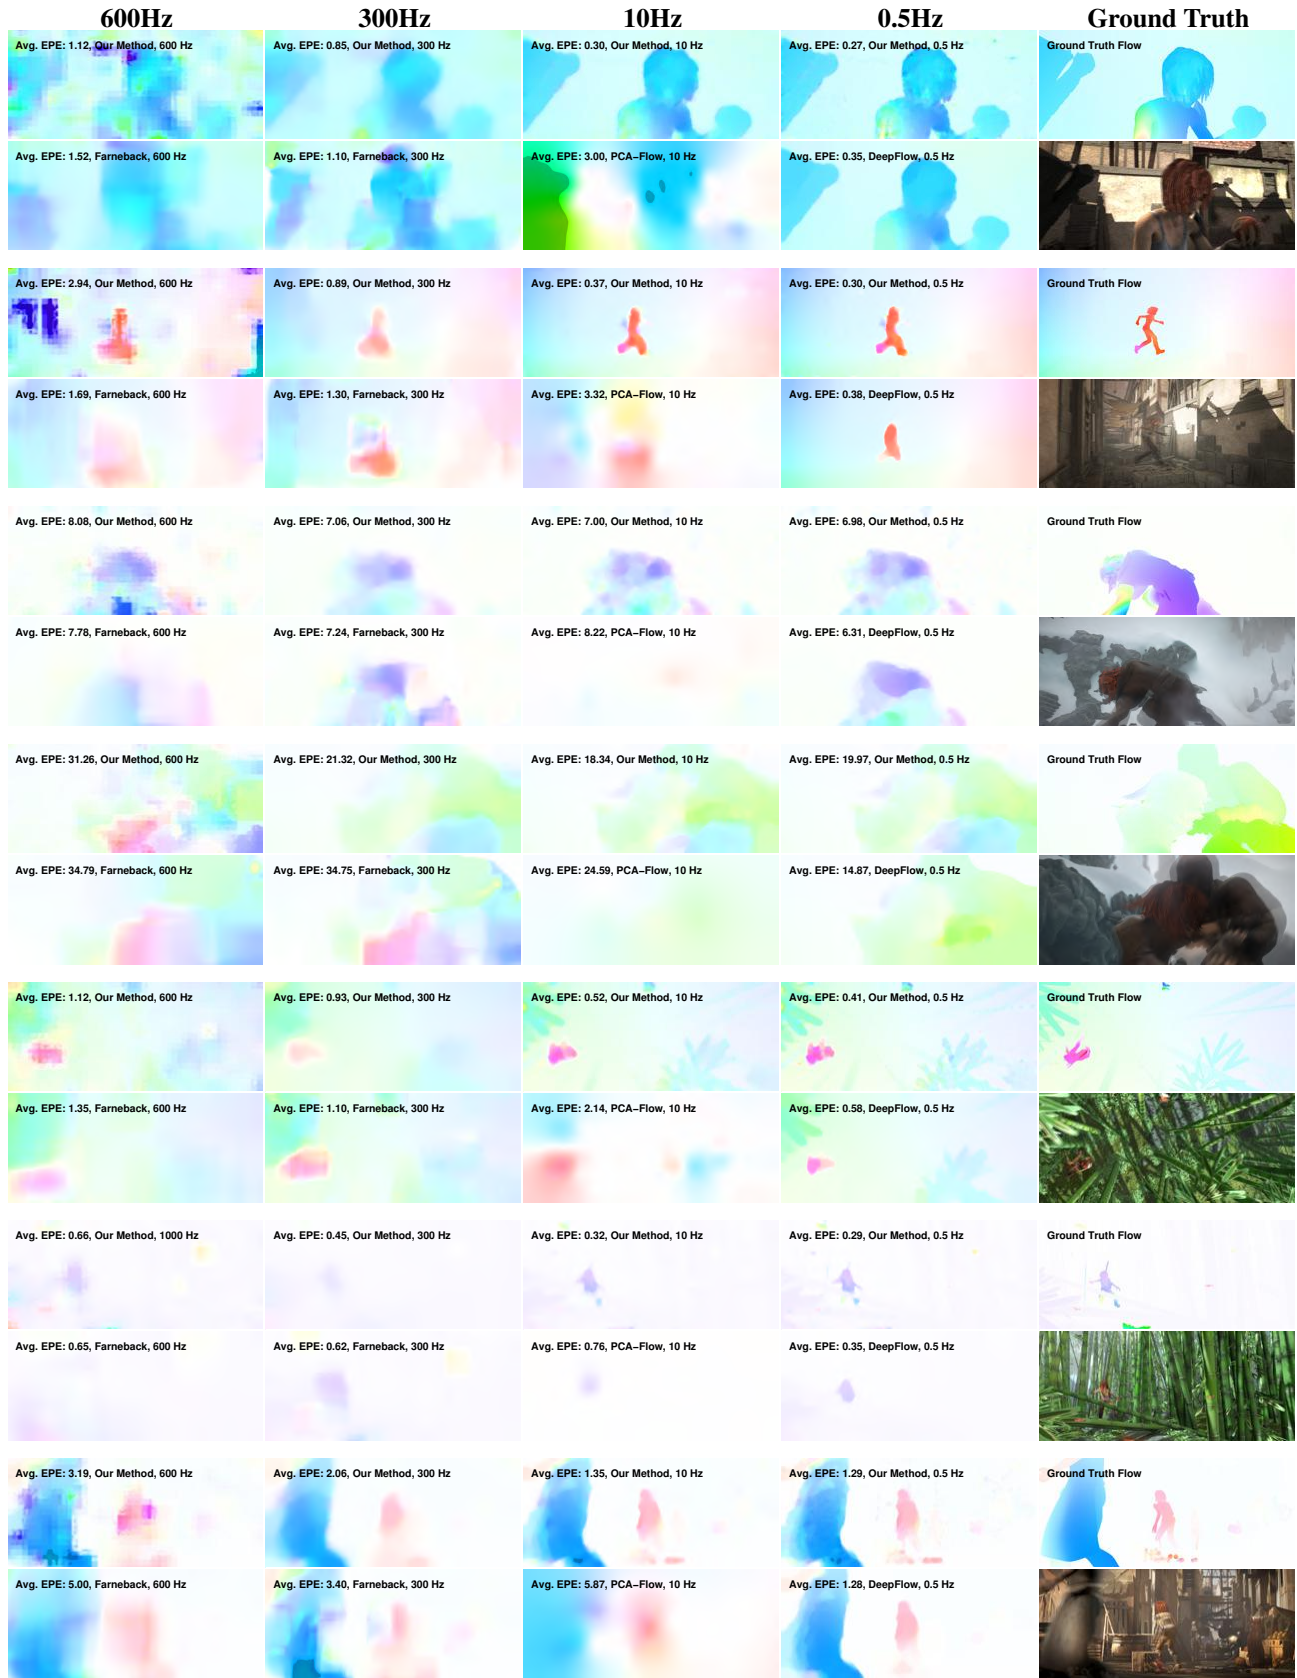 600Hz 300Hz 10Hz 0.5Hz Ground Truth
Avg. EPE: 1.12, Our Method, 600 Hz Avg. EPE: 0.85, Our Method, 300 Hz Avg. EPE: 0.30, Our Method, 10 Hz Avg. EPE: 0.27, Our Method, 0.5 Hz Ground Truth Flow
Avg. EPE: 1.52, Farneback, 600 Hz Avg. EPE: 1.10, Farneback, 300 Hz Avg. EPE: 3.00, PCA−Flow, 10 Hz Avg. EPE: 0.35, DeepFlow, 0.5 Hz
Avg. EPE: 2.94, Our Method, 600 Hz Avg. EPE: 0.89, Our Method, 300 Hz Avg. EPE: 0.37, Our Method, 10 Hz Avg. EPE: 0.30, Our Method, 0.5 Hz Ground Truth Flow
Avg. EPE: 1.69, Farneback, 600 Hz Avg. EPE: 1.30, Farneback, 300 Hz Avg. EPE: 3.32, PCA−Flow, 10 Hz Avg. EPE: 0.38, DeepFlow, 0.5 Hz
Avg. EPE: 8.08, Our Method, 600 Hz Avg. EPE: 7.06, Our Method, 300 Hz Avg. EPE: 7.00, Our Method, 10 Hz Avg. EPE: 6.98, Our Method, 0.5 Hz Ground Truth Flow
Avg. EPE: 7.78, Farneback, 600 Hz Avg. EPE: 7.24, Farneback, 300 Hz Avg. EPE: 8.22, PCA−Flow, 10 Hz Avg. EPE: 6.31, DeepFlow, 0.5 Hz
Avg. EPE: 31.26, Our Method, 600 Hz Avg. EPE: 21.32, Our Method, 300 Hz Avg. EPE: 18.34, Our Method, 10 Hz Avg. EPE: 19.97, Our Method, 0.5 Hz Ground Truth Flow
Avg. EPE: 34.79, Farneback, 600 Hz Avg. EPE: 34.75, Farneback, 300 Hz Avg. EPE: 24.59, PCA−Flow, 10 Hz Avg. EPE: 14.87, DeepFlow, 0.5 Hz
Avg. EPE: 1.12, Our Method, 600 Hz Avg. EPE: 0.93, Our Method, 300 Hz Avg. EPE: 0.52, Our Method, 10 Hz Avg. EPE: 0.41, Our Method, 0.5 Hz Ground Truth Flow
Avg. EPE: 1.35, Farneback, 600 Hz Avg. EPE: 1.10, Farneback, 300 Hz Avg. EPE: 2.14, PCA−Flow, 10 Hz Avg. EPE: 0.58, DeepFlow, 0.5 Hz
Avg. EPE: 0.66, Our Method, 1000 Hz Avg. EPE: 0.45, Our Method, 300 Hz Avg. EPE: 0.32, Our Method, 10 Hz Avg. EPE: 0.29, Our Method, 0.5 Hz Ground Truth Flow
Avg. EPE: 0.65, Farneback, 600 Hz Avg. EPE: 0.62, Farneback, 300 Hz Avg. EPE: 0.76, PCA−Flow, 10 Hz Avg. EPE: 0.35, DeepFlow, 0.5 Hz
Avg. EPE: 3.19, Our Method, 600 Hz Avg. EPE: 2.06, Our Method, 300 Hz Avg. EPE: 1.35, Our Method, 10 Hz Avg. EPE: 1.29, Our Method, 0.5 Hz Ground Truth Flow
Avg. EPE: 5.00, Farneback, 600 Hz Avg. EPE: 3.40, Farneback, 300 Hz Avg. EPE: 5.87, PCA−Flow, 10 Hz Avg. EPE: 1.28, DeepFlow, 0.5 Hz